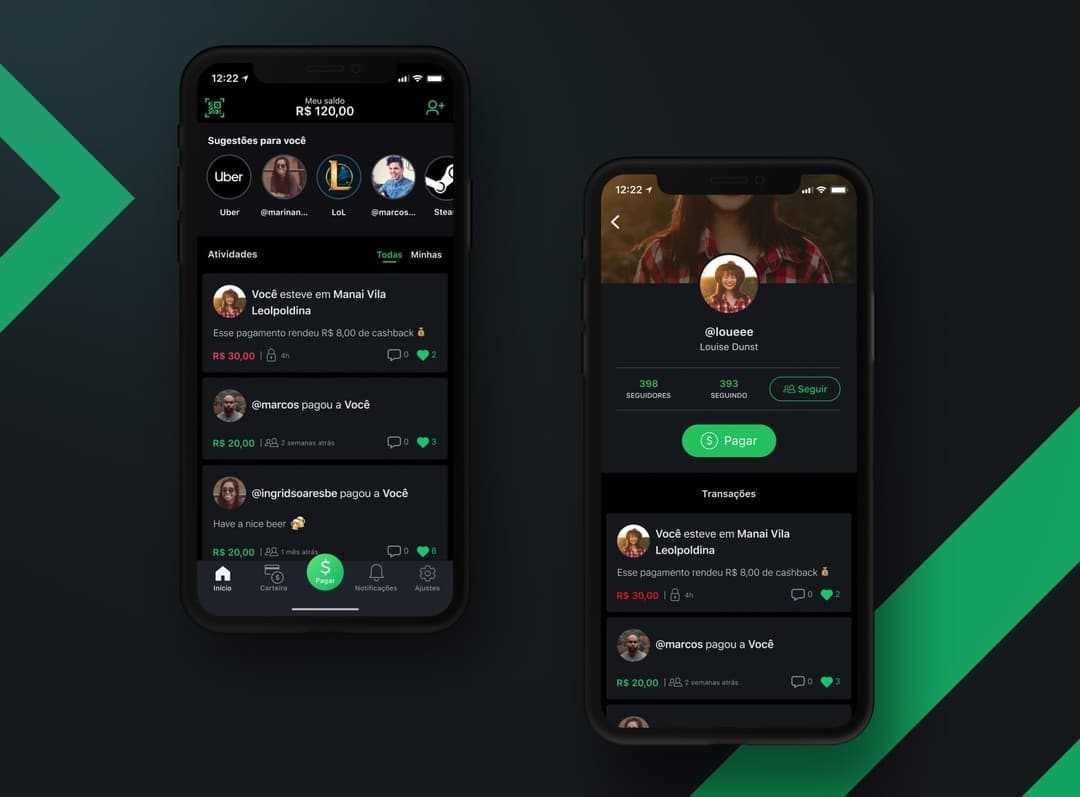 12:22
Meu saldo
R$ 120,00
Sugestões para você
Uber
Uber
@marinan...
LoL
@marcos...
Stea
Atividades
Todas
Minhas
Você esteve em Manai Vila
Leolpoldina
Esse pagamento rendeu R$ 8,00 de cashback 💰
R$ 30,00 | 4h
0
2
@marcos pagou a Você
R$ 20,00 | 2 semanas atrás
0
3
@ingridsoaresbe pagou a Você
Have a nice beer 🍻
R$ 20,00 | 1 mês atrás
0
8
Início
Carteira
$
Pagar
Notificações
Ajustes
12:22
@loueee
Louise Dunst
398
SEGUIDORES
393
SEGUINDO
Seguir
$ Pagar
Transações
Você esteve em Manai Vila
Leolpoldina
Esse pagamento rendeu R$ 8,00 de cashback 💰
R$ 30,00 | 4h
0
2
@marcos pagou a Você
R$ 20,00 | 2 semanas atrás
0
3